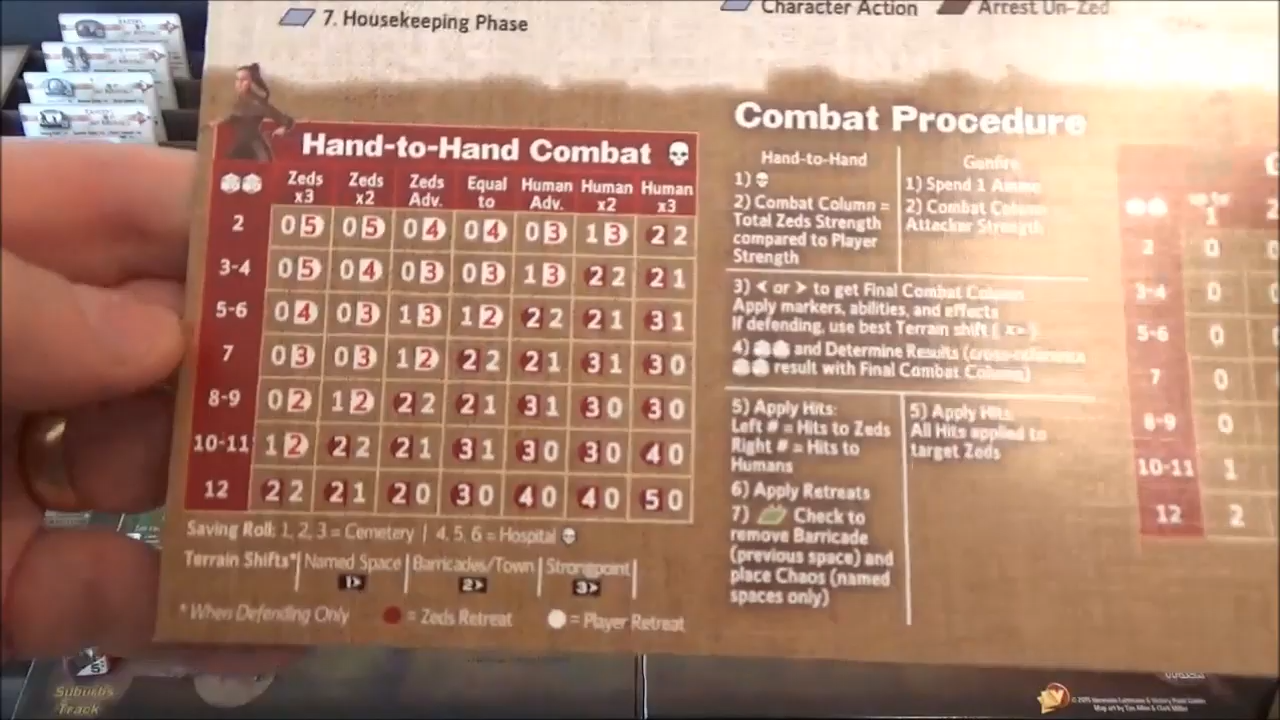 7. Housekeeping Phase
Character Action
Arrest Un-Zed
Hand-to-Hand Combat
Zeds x3 Zeds x2 Zeds Adv. Equal to Human Adv. Human x2 Human x3
2 0 5 0 5 0 4 0 4 0 3 1 3 2 2
3-4 0 5 0 4 0 3 0 3 1 3 2 2 2 1
5-6 0 4 0 3 1 3 1 2 2 2 2 1 3 1
7 0 3 0 3 1 2 2 2 2 1 3 1 3 0
8-9 0 2 1 2 2 2 2 1 3 1 3 0 3 0
10-11 1 2 2 2 2 1 3 1 3 0 3 0 4 0
12 2 2 2 1 2 0 3 0 4 0 4 0 5 0
Saving Roll: 1, 2, 3 = Cemetery | 4, 5, 6 = Hospital
Terrain Shifts* Named Space Barricades/Town Strongpoint
1> 2> 3>
* When Defending Only = Zeds Retreat = Player Retreat
Combat Procedure
Hand-to-Hand
1)
2) Combat Column =
Total Zeds Strength
compared to Player
Strength
Gunfire
1) Spend 1 Ammo
2) Combat Column
Attacker Strength
3) < or > to get Final Combat Column
Apply markers, abilities, and effects
If defending, use best Terrain shift ( x> )
4) and Determine Results (cross-reference
result with Final Combat Column)
5) Apply Hits:
Left # = Hits to Zeds
Right # = Hits to
Humans
6) Apply Retreats
7) Check to
remove Barricade
(previous space) and
place Chaos (named
spaces only)
5) Apply Hits:
All Hits applied to
target Zeds
up to 1
2 0
3-4 0
5-6 0
7 0
8-9 0
10-11 1
12 2
Suburbs
Track